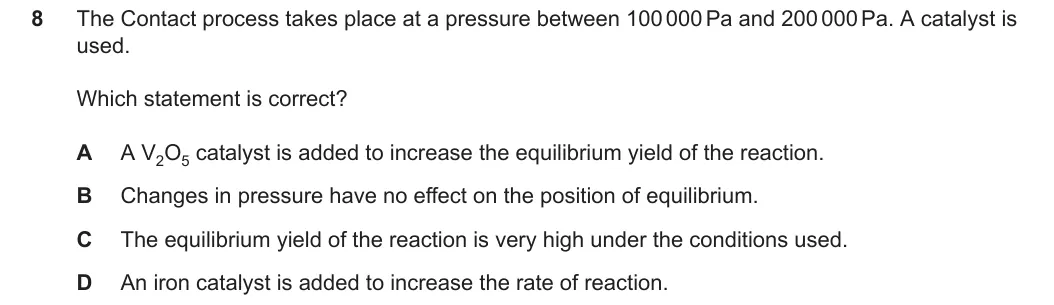 8 The Contact process takes place at a pressure between 100 000 Pa and 200 000 Pa. A catalyst is
used.
Which statement is correct?
A A V₂O₅ catalyst is added to increase the equilibrium yield of the reaction.
B Changes in pressure have no effect on the position of equilibrium.
C The equilibrium yield of the reaction is very high under the conditions used.
D An iron catalyst is added to increase the rate of reaction.